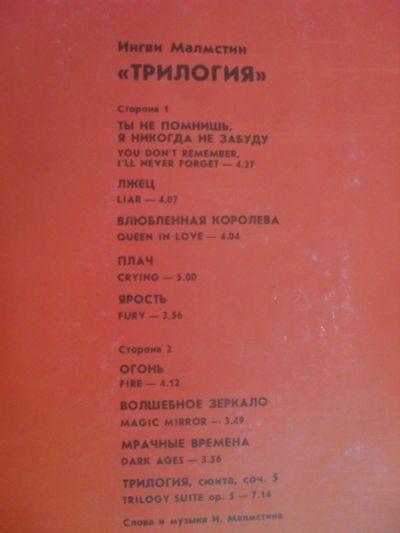 Ингви Малмстин
«ТРИЛОГИЯ»
Сторона 1
ТЫ НЕ ПОМНИШЬ,
Я НИКОГДА НЕ ЗАБУДУ
YOU DON'T REMEMBER,
I'LL NEVER FORGET — 4.27
ЛЖЕЦ
LIAR — 4.07
ВЛЮБЛЕННАЯ КОРОЛЕВА
QUEEN IN LOVE — 4.04
ПЛАЧ
CRYING — 5.00
ЯРОСТЬ
FURY — 3.56
Сторона 2
ОГОНЬ
FIRE — 4.12
ВОЛШЕБНОЕ ЗЕРКАЛО
MAGIC MIRROR — 3.49
МРАЧНЫЕ ВРЕМЕНА
DARK AGES — 3.56
ТРИЛОГИЯ, сюита, соч. 5
TRILOGY SUITE op. 5 — 7.14
Слова и музыка И. Малмстина